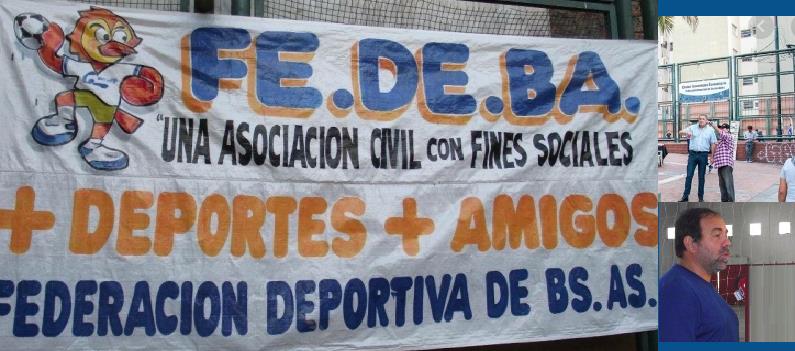 FE.DE.BA.
"UNA ASOCIACION CIVIL CON FINES SOCIALES
+ DEPORTES + AMIGOS
FEDERACION DEPORTIVA DE BS. AS.